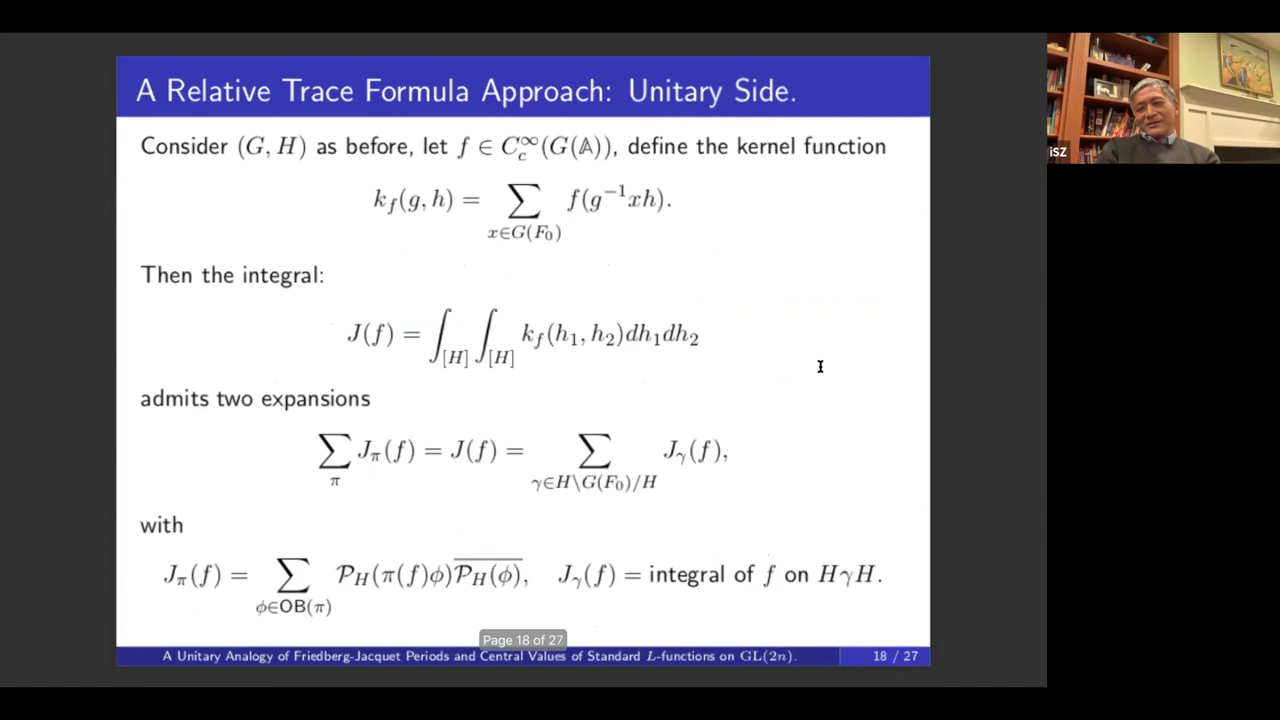 A Relative Trace Formula Approach: Unitary Side.
Consider (G, H) as before, let f ∈ C_c^∞(G(𝔸)), define the kernel function
k_f(g, h) = ∑_{x∈G(F_0)} f(g^{-1}xh).
Then the integral:
J(f) = ∫_{[H]} ∫_{[H]} k_f(h_1, h_2)dh_1dh_2
admits two expansions
∑_π J_π(f) = J(f) = ∑_{γ∈H\G(F_0)/H} J_γ(f),
with
J_π(f) = ∑_{φ∈OB(π)} 𝒫_H(π(f)φ)\overline{𝒫_H(φ)}, J_γ(f) = integral of f on HγH.
Page 18 of 27
A Unitary Analogy of Friedberg-Jacquet Periods and Central Values of Standard L-functions on GL(2n). 18 / 27
iSZ